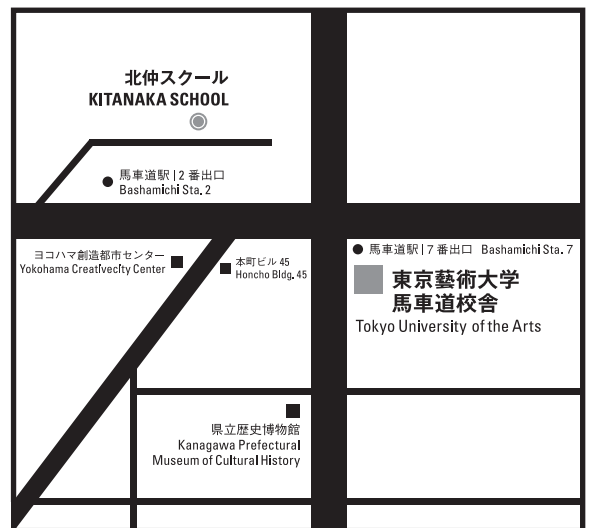 北仲スクール
KITANAKA SCHOOL
馬車道駅|2番出口
Bashamichi Sta. 2
ヨコハマ創造都市センター
Yokohama Creativecity Center
本町ビル 45
Honcho Bldg. 45
馬車道駅|7番出口 Bashamichi Sta. 7
東京藝術大学
馬車道校舎
Tokyo University of the Arts
県立歴史博物館
Kanagawa Prefectural
Museum of Cultural History